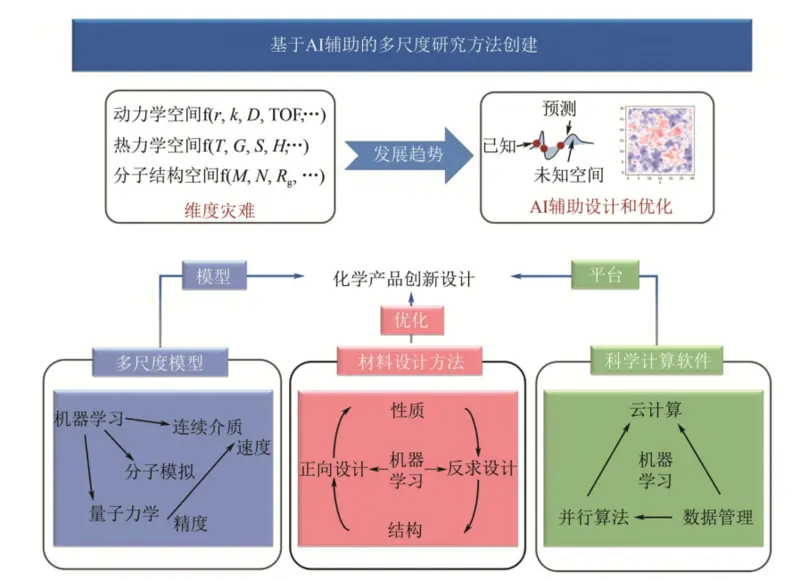 基于AI辅助的多尺度研究方法创建
动力学空间f(r, k, D, TOF,⋯)
热力学空间f(T, G, S, H,⋯)
分子结构空间f(M, N, Rg, ⋯)
维度灾难
发展趋势
预测
已知
未知空间
AI辅助设计和优化
模型
化学产品创新设计
平台
优化
多尺度模型
材料设计方法
科学计算软件
机器学习
连续介质
速度
分子模拟
量子力学
精度
性质
正向设计
机器
学习
反求设计
结构
云计算
机器
学习
并行算法
数据管理